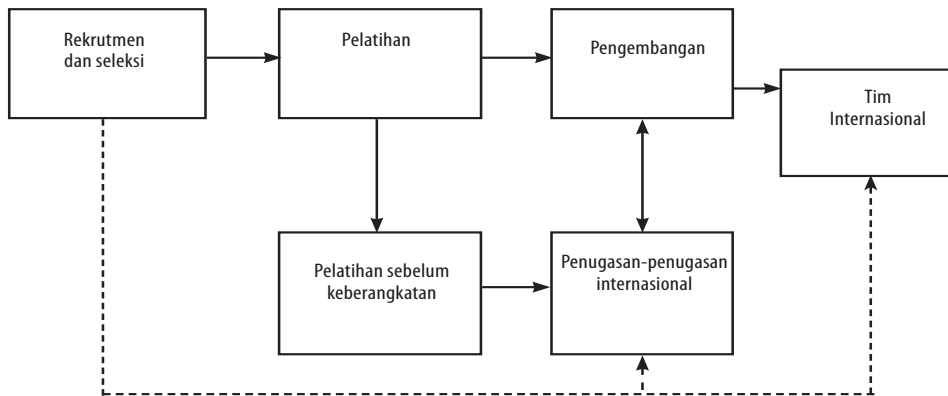 Rekrutmen
dan seleksi
Pelatihan
Pengembangan
Tim
Internasional
Pelatihan sebelum
keberangkatan
Penugasan-penugasan
internasional